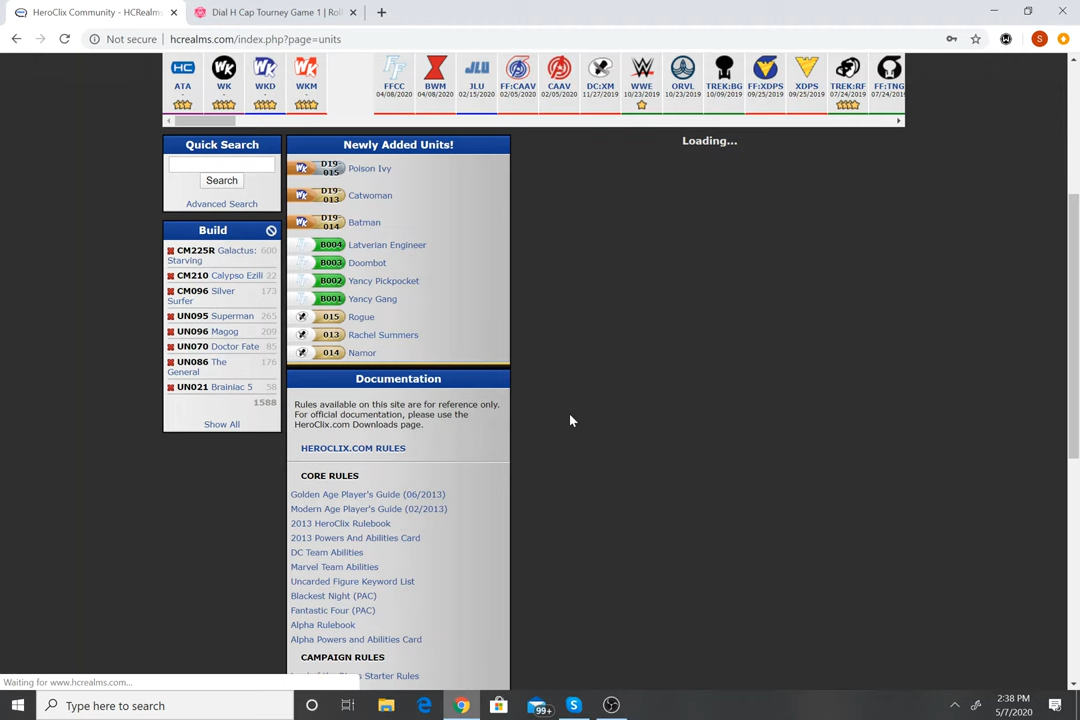 HeroClix Community - HCRealms
Dial H Cap Tourney Game 1 | Roll
Not secure | hcrealms.com/index.php?page=units
S
HC WK WKD WKM FF BWM JLU WWE
ATA WK WKD WKM FFCC BWM JLU FF:CAAV CAAV DC:XM WWE ORVL TREK:BG FF:XDPS XDPS TREK:RF FF:TNG
- - - - 04/08/2020 04/08/2020 02/15/2020 02/05/2020 02/05/2020 11/27/2019 10/23/2019 10/23/2019 10/09/2019 09/25/2019 09/25/2019 07/24/2019 07/24/2019
Quick Search
Search
Advanced Search
Build
CM225R Galactus: Starving 600
CM210 Calypso Ezili 22
CM096 Silver Surfer 173
UN095 Superman 265
UN096 Magog 209
UN070 Doctor Fate 85
UN086 The General 176
UN021 Brainiac 5 58
1588
Show All
Newly Added Units!
WK D19-015 Poison Ivy
WK D19-013 Catwoman
WK D19-014 Batman
B004 Latverian Engineer
B003 Doombot
B002 Yancy Pickpocket
B001 Yancy Gang
015 Rogue
013 Rachel Summers
014 Namor
Documentation
Rules available on this site are for reference only.
For official documentation, please use the
HeroClix.com Downloads page.
HEROCLIX.COM RULES
CORE RULES
Golden Age Player's Guide (06/2013)
Modern Age Player's Guide (02/2013)
2013 HeroClix Rulebook
2013 Powers And Abilities Card
DC Team Abilities
Marvel Team Abilities
Uncarded Figure Keyword List
Blackest Night (PAC)
Fantastic Four (PAC)
Alpha Rulebook
Alpha Powers and Abilities Card
CAMPAIGN RULES
Starter Rules
Loading...
Waiting for www.hcrealms.com...
Type here to search
99+
2:38 PM
5/7/2020